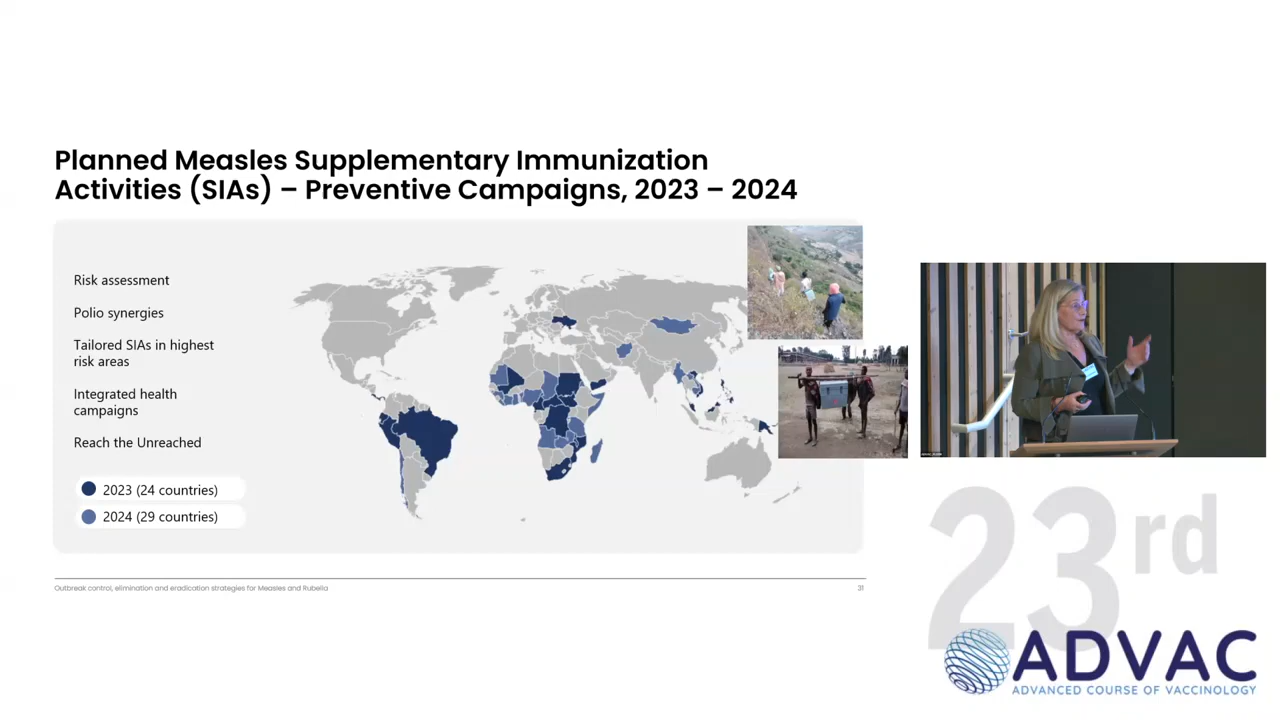 Planned Measles Supplementary Immunization
Activities (SIAs) – Preventive Campaigns, 2023 – 2024
Risk assessment
Polio synergies
Tailored SIAs in highest
risk areas
Integrated health
campaigns
Reach the Unreached
2023 (24 countries)
2024 (29 countries)
Outbreak control, elimination and eradication strategies for Measles and Rubella
31
23rd
ADVAC
ADVANCED COURSE OF VACCINOLOGY